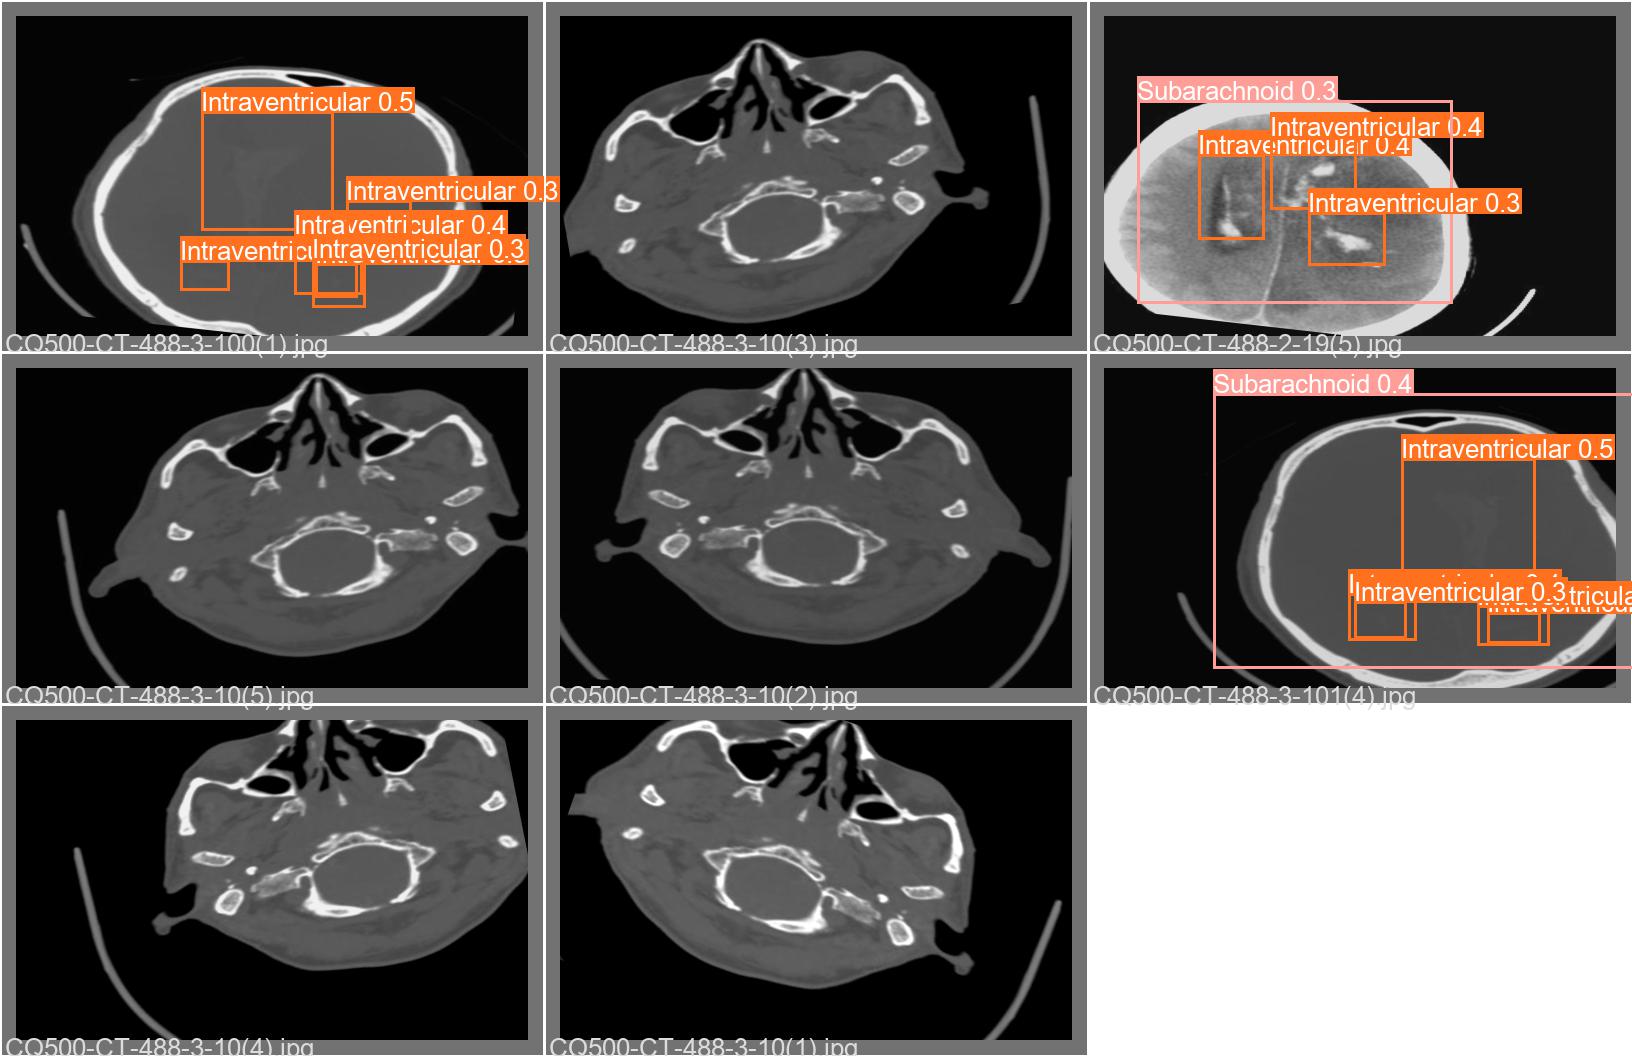 Intraventricular 0.5
Intraventricular 0.3
Intraventricular 0.4
Intraventricular 0.3
CQ500-CT-488-3-100(1).jpg
CQ500-CT-488-3-10(3).jpg
Subarachnoid 0.3
Intraventricular 0.4
Intraventricular 0.4
Intraventricular 0.3
CQ500-CT-488-2-19(5).jpg
CQ500-CT-488-3-10(5).jpg
CQ500-CT-488-3-10(2).jpg
Subarachnoid 0.4
Intraventricular 0.5
Intraventricular 0.3
CQ500-CT-488-3-101(4).jpg
CQ500-CT-488-3-10(4).jpg
CQ500-CT-488-3-10(1).jpg